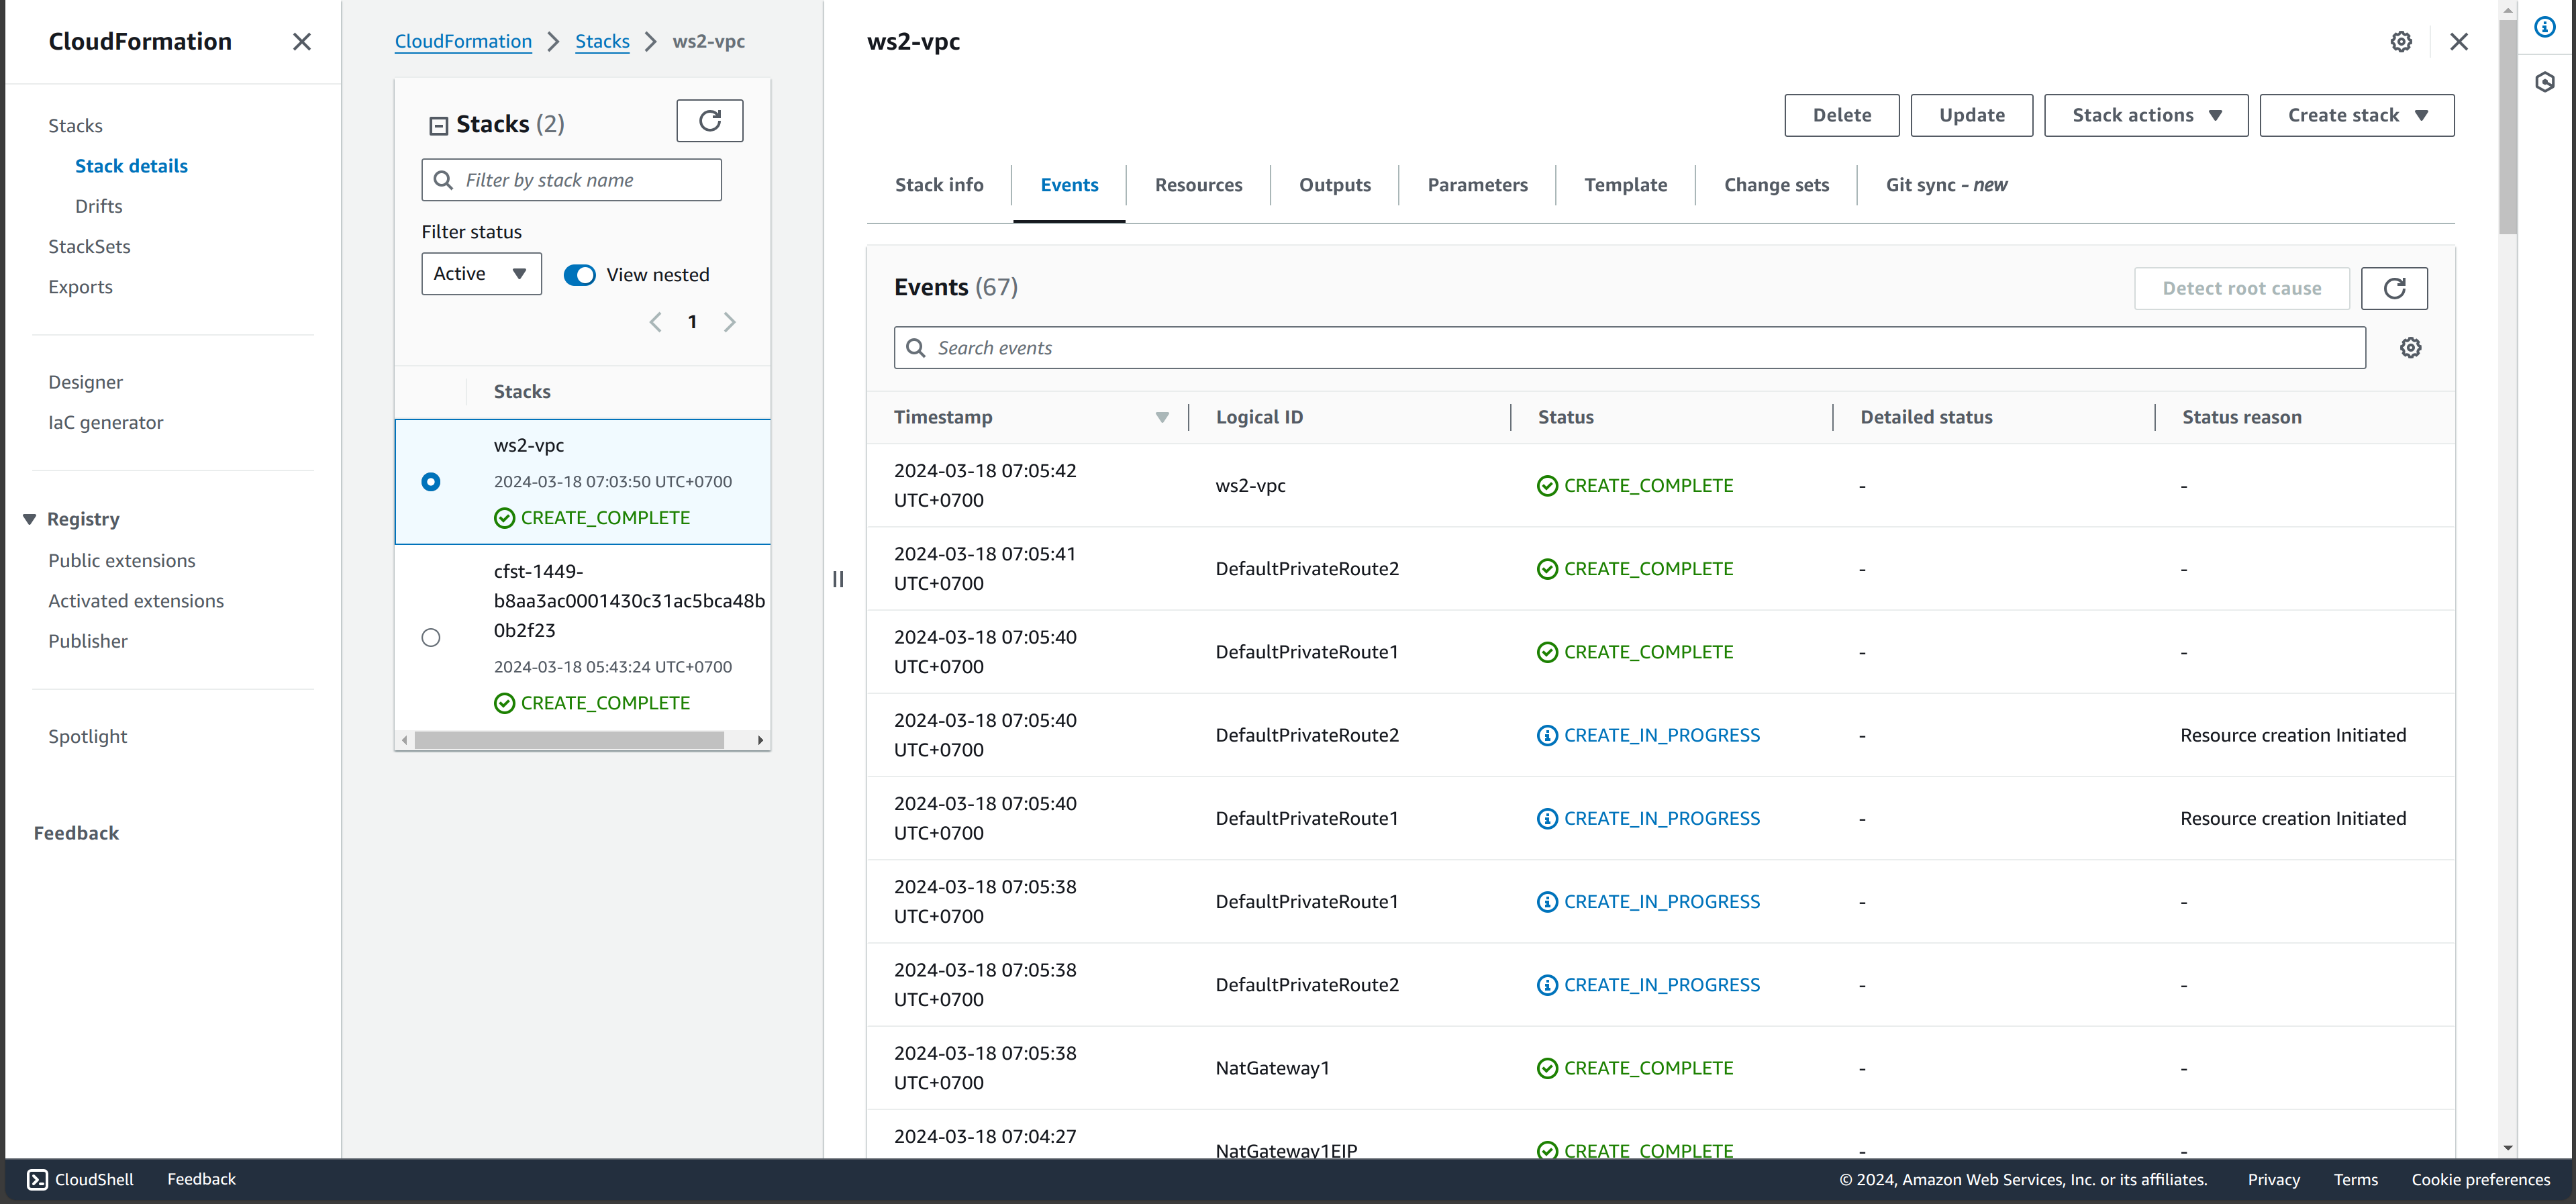 CloudFormation
Stacks
Stack details
Drifts
StackSets
Exports
Designer
IaC generator
Registry
Public extensions
Activated extensions
Publisher
Spotlight
Feedback
CloudFormation
Stacks
ws2-vpc
Stacks (2)
Filter by stack name
Filter status
Active
View nested
1
Stacks
ws2-vpc
2024-03-18 07:03:50 UTC+0700
CREATE_COMPLETE
cfst-1449-
b8aa3ac0001430c31ac5bca48b
0b2f23
2024-03-18 05:43:24 UTC+0700
CREATE_COMPLETE
ws2-vpc
Delete
Update
Stack actions
Create stack
Stack info
Events
Resources
Outputs
Parameters
Template
Change sets
Git sync - new
Events (67)
Detect root cause
Search events
Timestamp
Logical ID
Status
Detailed status
Status reason
2024-03-18 07:05:42
UTC+0700
ws2-vpc
CREATE_COMPLETE
-
-
2024-03-18 07:05:41
UTC+0700
DefaultPrivateRoute2
CREATE_COMPLETE
-
-
2024-03-18 07:05:40
UTC+0700
DefaultPrivateRoute1
CREATE_COMPLETE
-
-
2024-03-18 07:05:40
UTC+0700
DefaultPrivateRoute2
CREATE_IN_PROGRESS
-
Resource creation Initiated
2024-03-18 07:05:40
UTC+0700
DefaultPrivateRoute1
CREATE_IN_PROGRESS
-
Resource creation Initiated
2024-03-18 07:05:38
UTC+0700
DefaultPrivateRoute1
CREATE_IN_PROGRESS
-
-
2024-03-18 07:05:38
UTC+0700
DefaultPrivateRoute2
CREATE_IN_PROGRESS
-
-
2024-03-18 07:05:38
UTC+0700
NatGateway1
CREATE_COMPLETE
-
-
2024-03-18 07:04:27
NatGateway1EIP
CREATE_COMPLETE
-
-
CloudShell
Feedback
© 2024, Amazon Web Services, Inc. or its affiliates.
Privacy
Terms
Cookie preferences